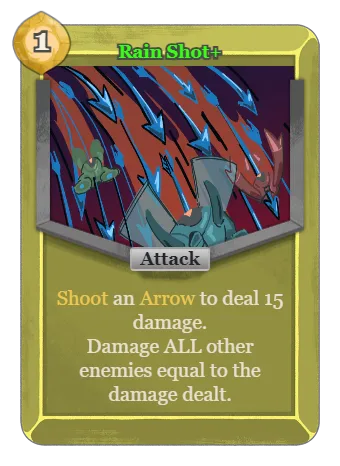 1
Rain Shot+
Attack
Shoot an Arrow to deal 15
damage.
Damage ALL other
enemies equal to the
damage dealt.